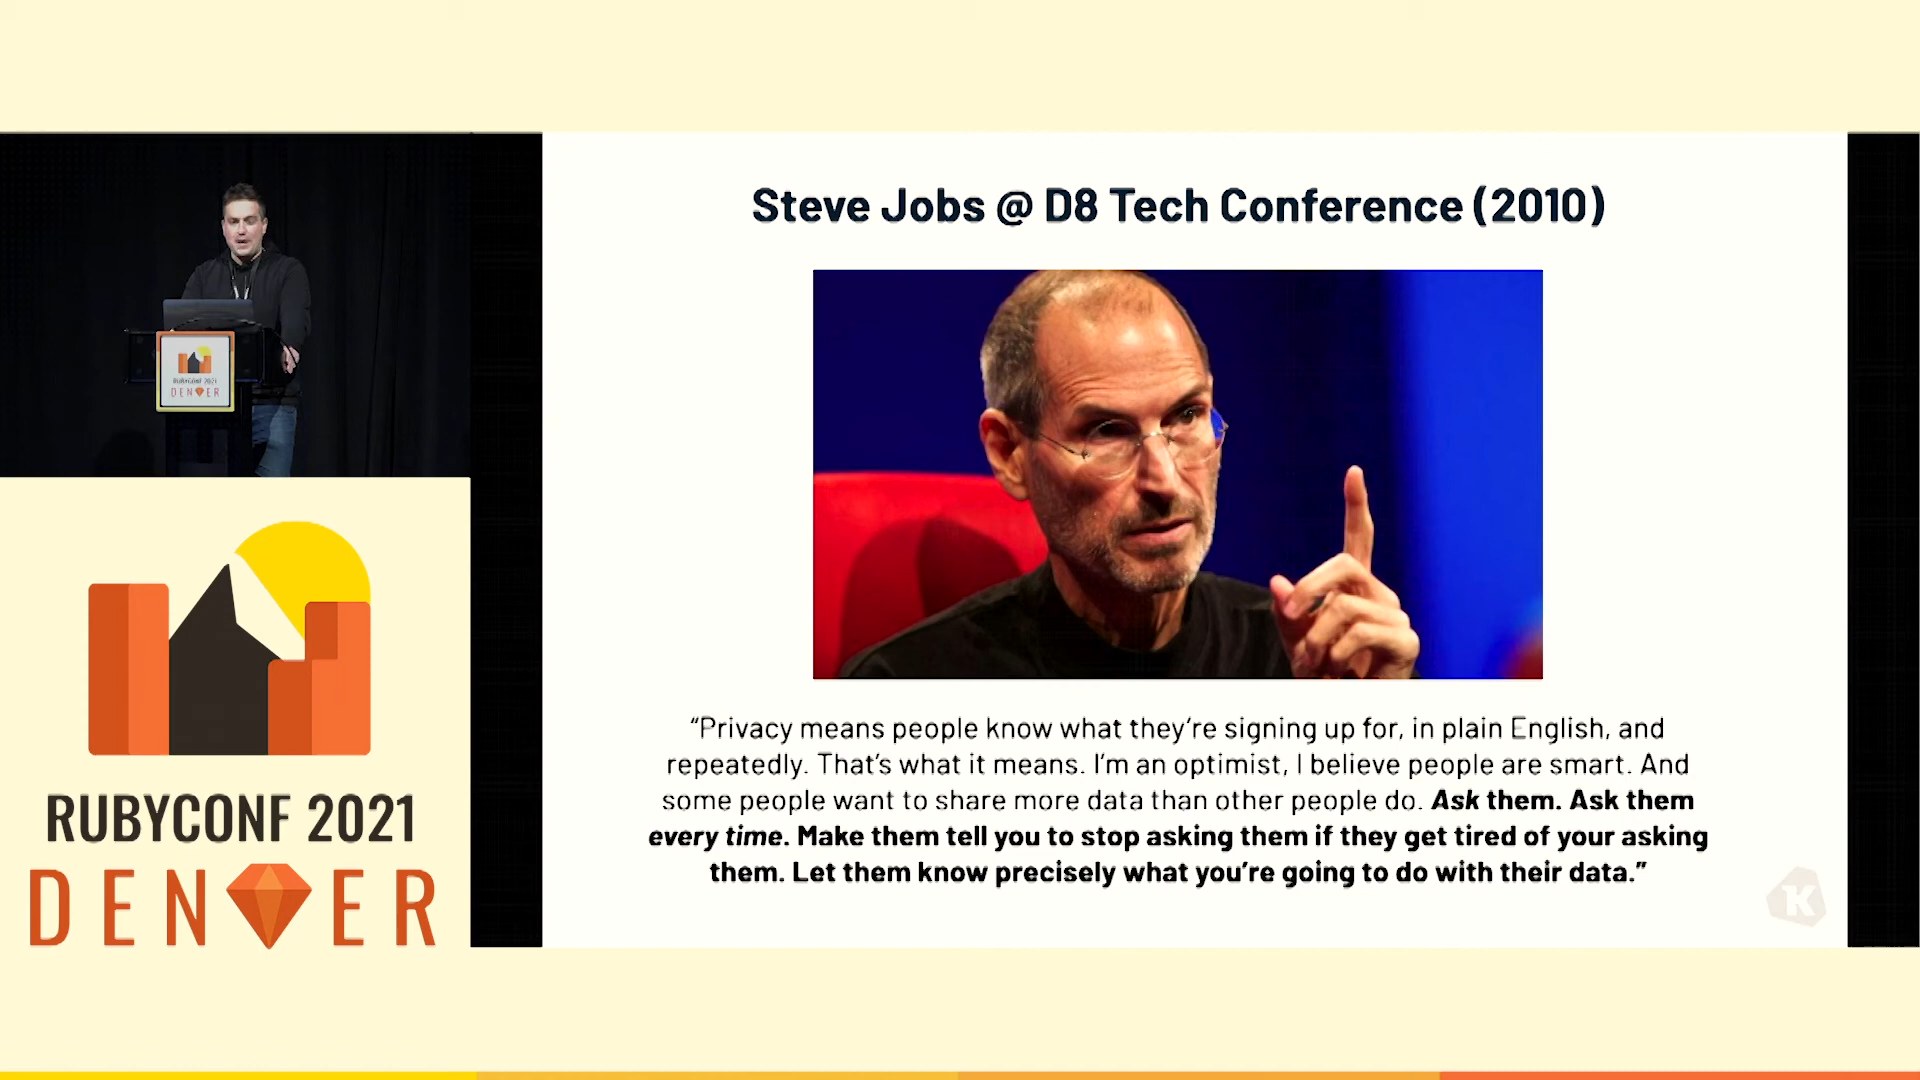 Steve Jobs @ D8 Tech Conference (2010)
“Privacy means people know what they’re signing up for, in plain English, and
repeatedly. That’s what it means. I’m an optimist, I believe people are smart. And
some people want to share more data than other people do. Ask them. Ask them
every time. Make them tell you to stop asking them if they get tired of your asking
them. Let them know precisely what you’re going to do with their data.”
K
RUBYCONF 2021
DENVER
RUBYCONF 2021
DENVER